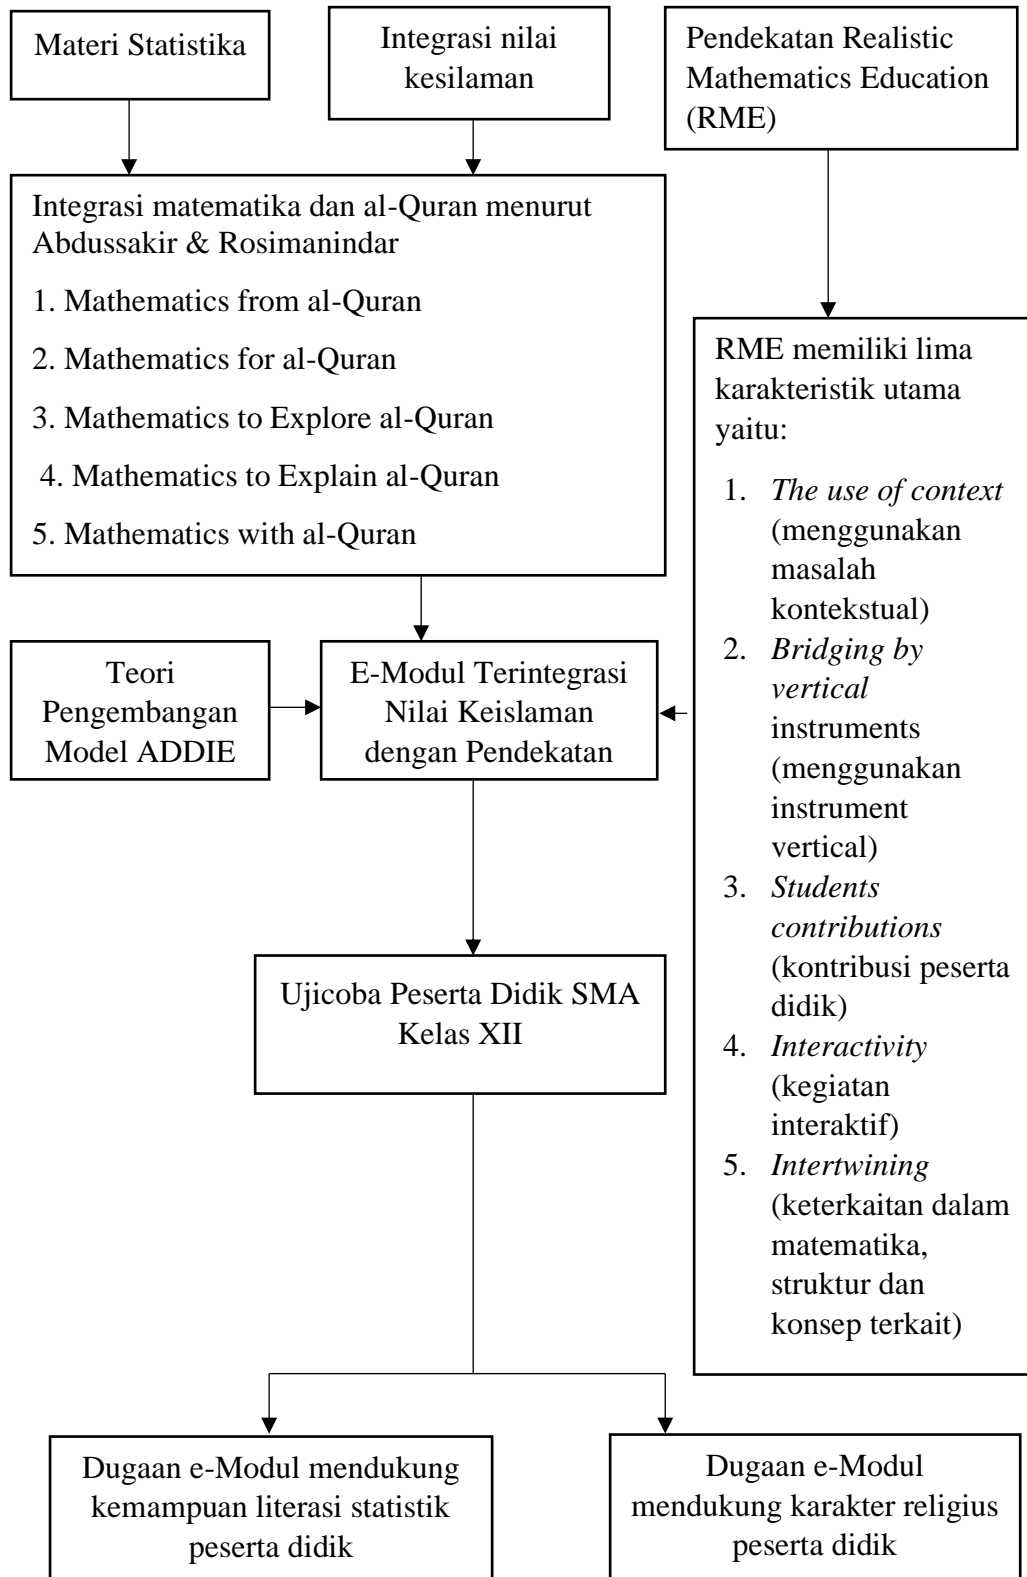 Materi Statistika
Integrasi nilai
kesilaman
Pendekatan Realistic
Mathematics Education
(RME)
Integrasi matematika dan al-Quran menurut
Abdussakir & Rosimanindar
1. Mathematics from al-Quran
2. Mathematics for al-Quran
3. Mathematics to Explore al-Quran
4. Mathematics to Explain al-Quran
5. Mathematics with al-Quran
RME memiliki lima
karakteristik utama
yaitu:
1. The use of context
(menggunakan
masalah
kontekstual)
2. Bridging by
vertical
instruments
(menggunakan
instrument
vertical)
3. Students
contributions
(kontribusi peserta
didik)
4. Interactivity
(kegiatan
interaktif)
5. Intertwining
(keterkaitan dalam
matematika,
struktur dan
konsep terkait)
Teori
Pengembangan
Model ADDIE
E-Modul Terintegrasi
Nilai Keislaman
dengan Pendekatan
Ujicoba Peserta Didik SMA
Kelas XII
Dugaan e-Modul mendukung
kemampuan literasi statistik
peserta didik
Dugaan e-Modul
mendukung karakter religius
peserta didik